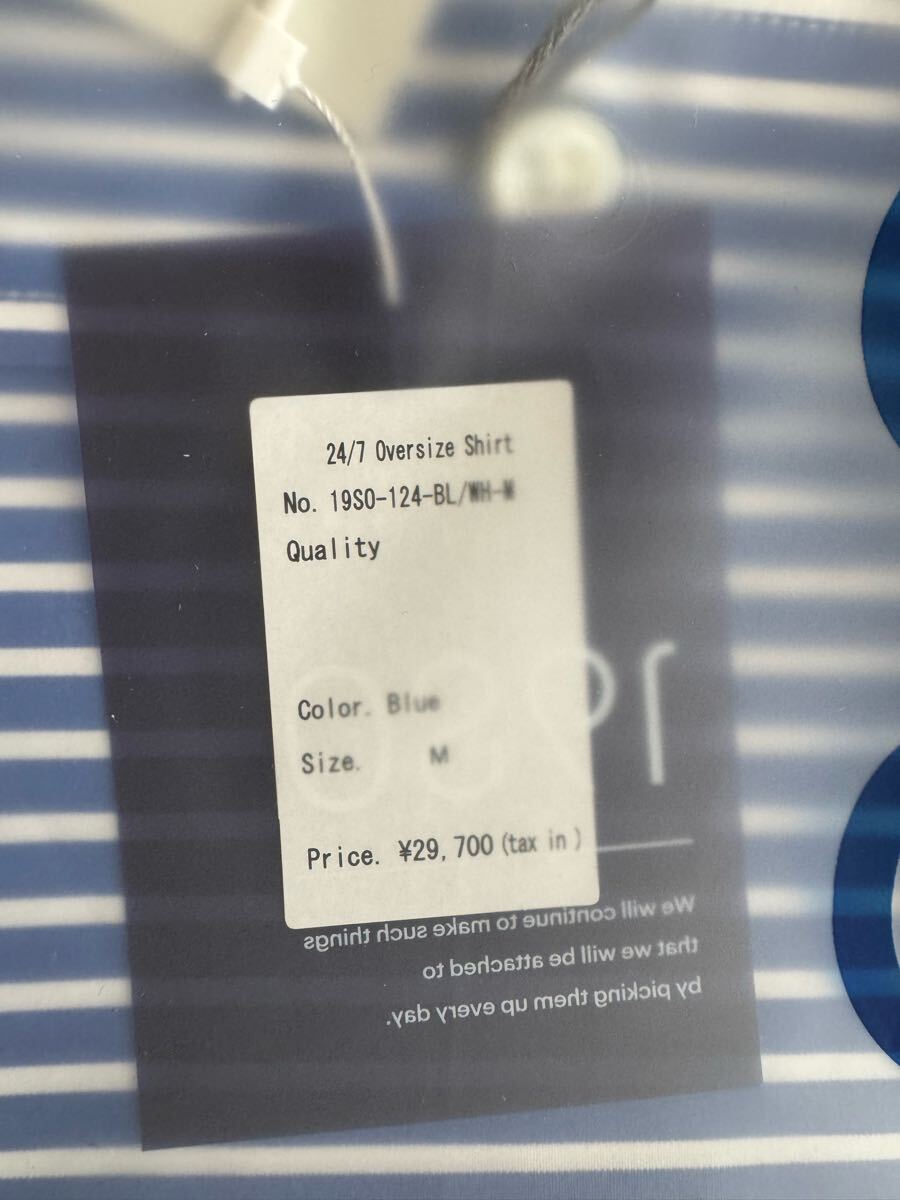 24/7 Oversize Shirt
No. 19SO-124-BL/WH-M
Quality
Color. Blue
Size. M
Price. ¥29,700 (tax in )
We will continue to make such things
that we will be attached to
by picking them up every day.